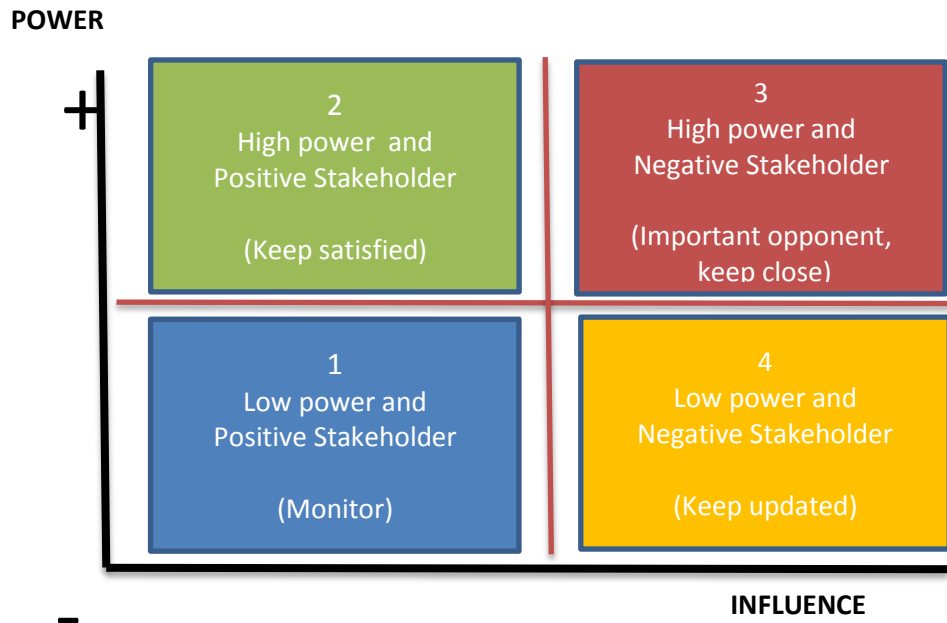 POWER
+
2
High power and
Positive Stakeholder
(Keep satisfied)
3
High power and
Negative Stakeholder
(Important opponent,
keep close)
1
Low power and
Positive Stakeholder
(Monitor)
4
Low power and
Negative Stakeholder
(Keep updated)
INFLUENCE
-